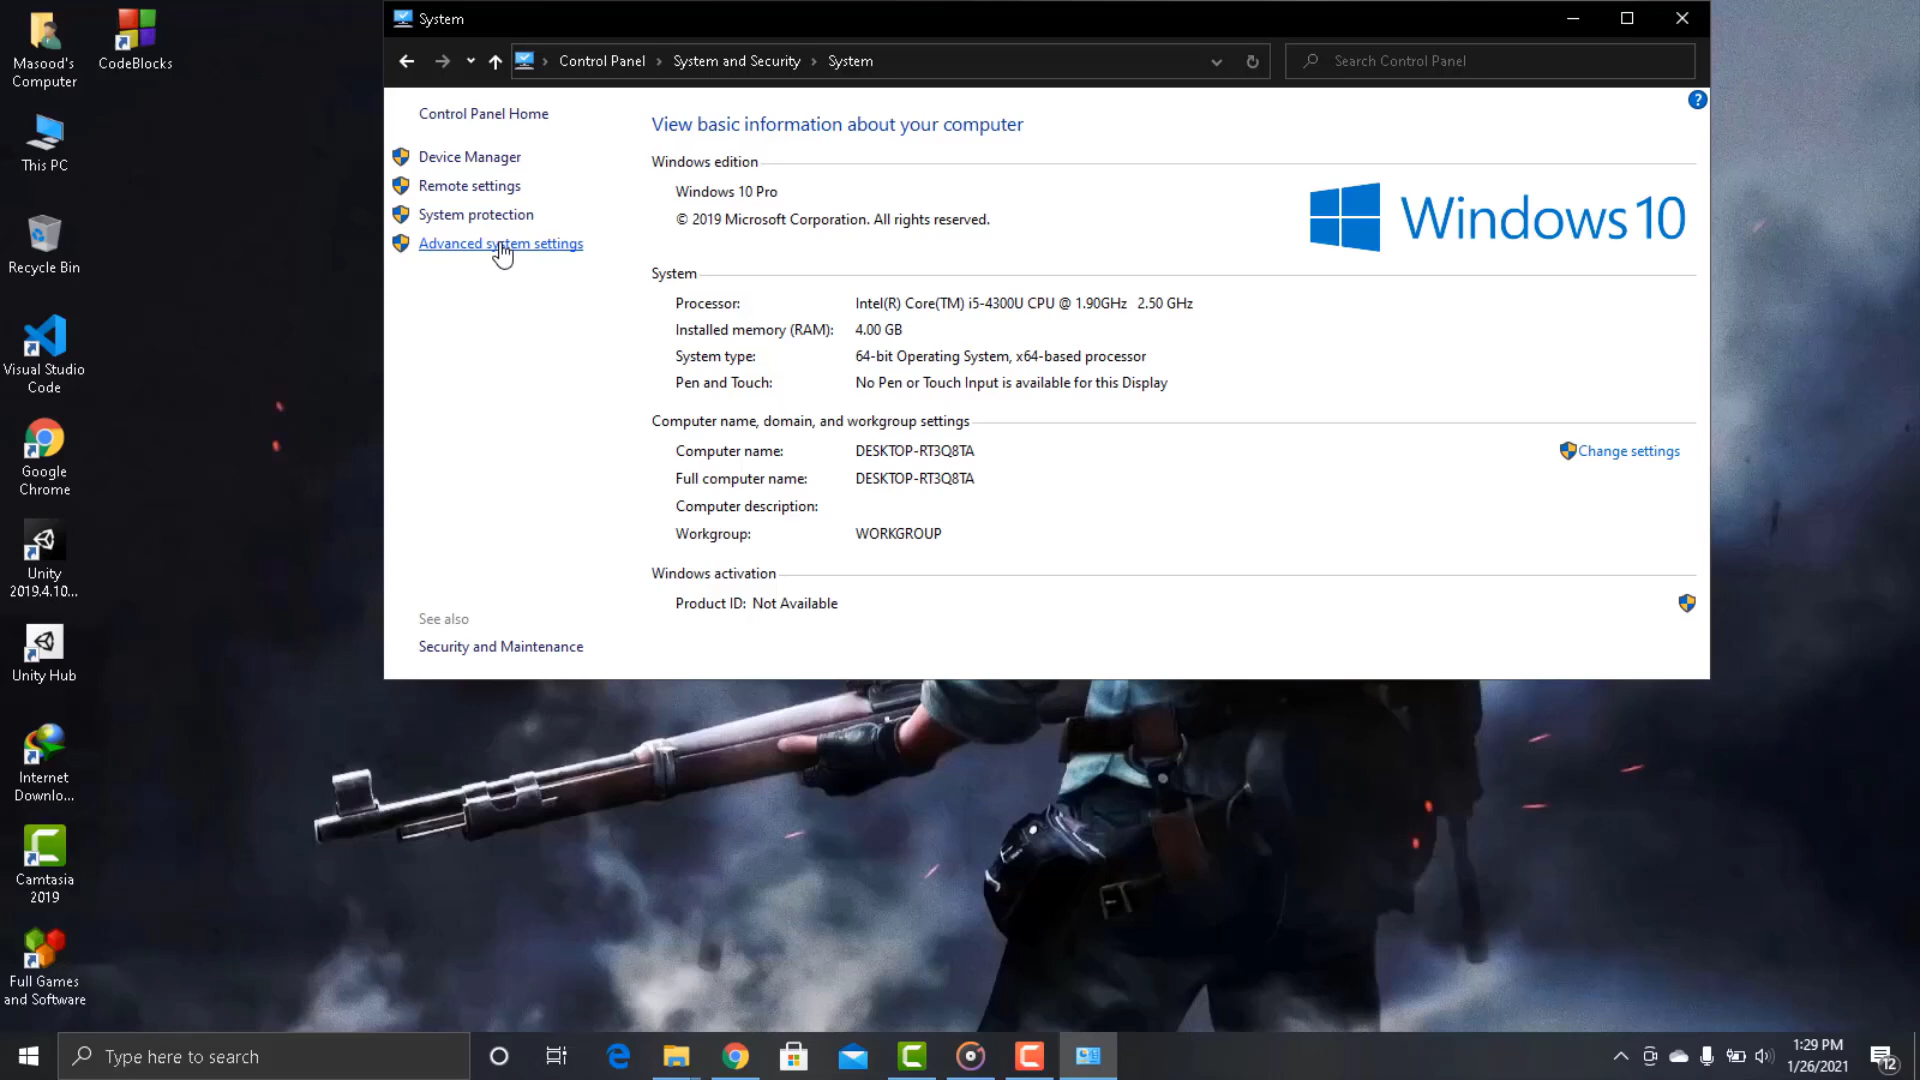 System
Control Panel > System and Security > System
Search Control Panel
Masood's
Computer
CodeBlocks
This PC
Recycle Bin
Visual Studio
Code
Google
Chrome
Unity
2019.4.10...
Unity Hub
Internet
Downlo...
Camtasia
2019
Full Games
and Software
Control Panel Home
Device Manager
Remote settings
System protection
Advanced system settings
See also
Security and Maintenance
View basic information about your computer
Windows edition
Windows 10 Pro
© 2019 Microsoft Corporation. All rights reserved.
Windows 10
System
Processor: Intel(R) Core(TM) i5-4300U CPU @ 1.90GHz 2.50 GHz
Installed memory (RAM): 4.00 GB
System type: 64-bit Operating System, x64-based processor
Pen and Touch: No Pen or Touch Input is available for this Display
Computer name, domain, and workgroup settings
Computer name: DESKTOP-RT3Q8TA
Change settings
Full computer name: DESKTOP-RT3Q8TA
Computer description:
Workgroup: WORKGROUP
Windows activation
Product ID: Not Available
Type here to search
1:29 PM
1/26/2021
12